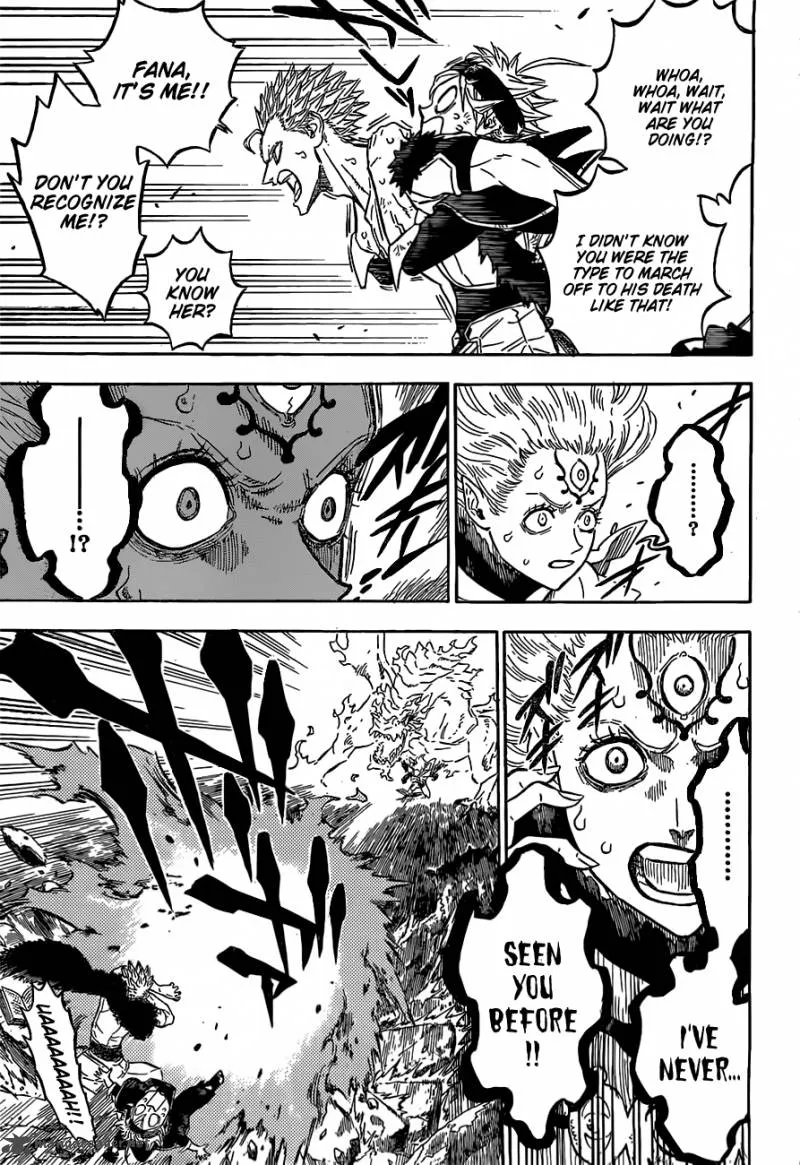 WHOA,
WHOA, WAIT,
WAIT WHAT
ARE YOU
DOING!?
I DIDN'T KNOW
YOU WERE THE
TYPE TO MARCH
OFF TO HIS DEATH
LIKE THAT!
FANA,
IT'S ME!!
DON'T YOU
RECOGNIZE
ME!?
YOU
KNOW
HER?
........?
........!?
..........
I'VE
NEVER...
SEEN
YOU
BEFORE
!!
UAAAAAAAAH!!